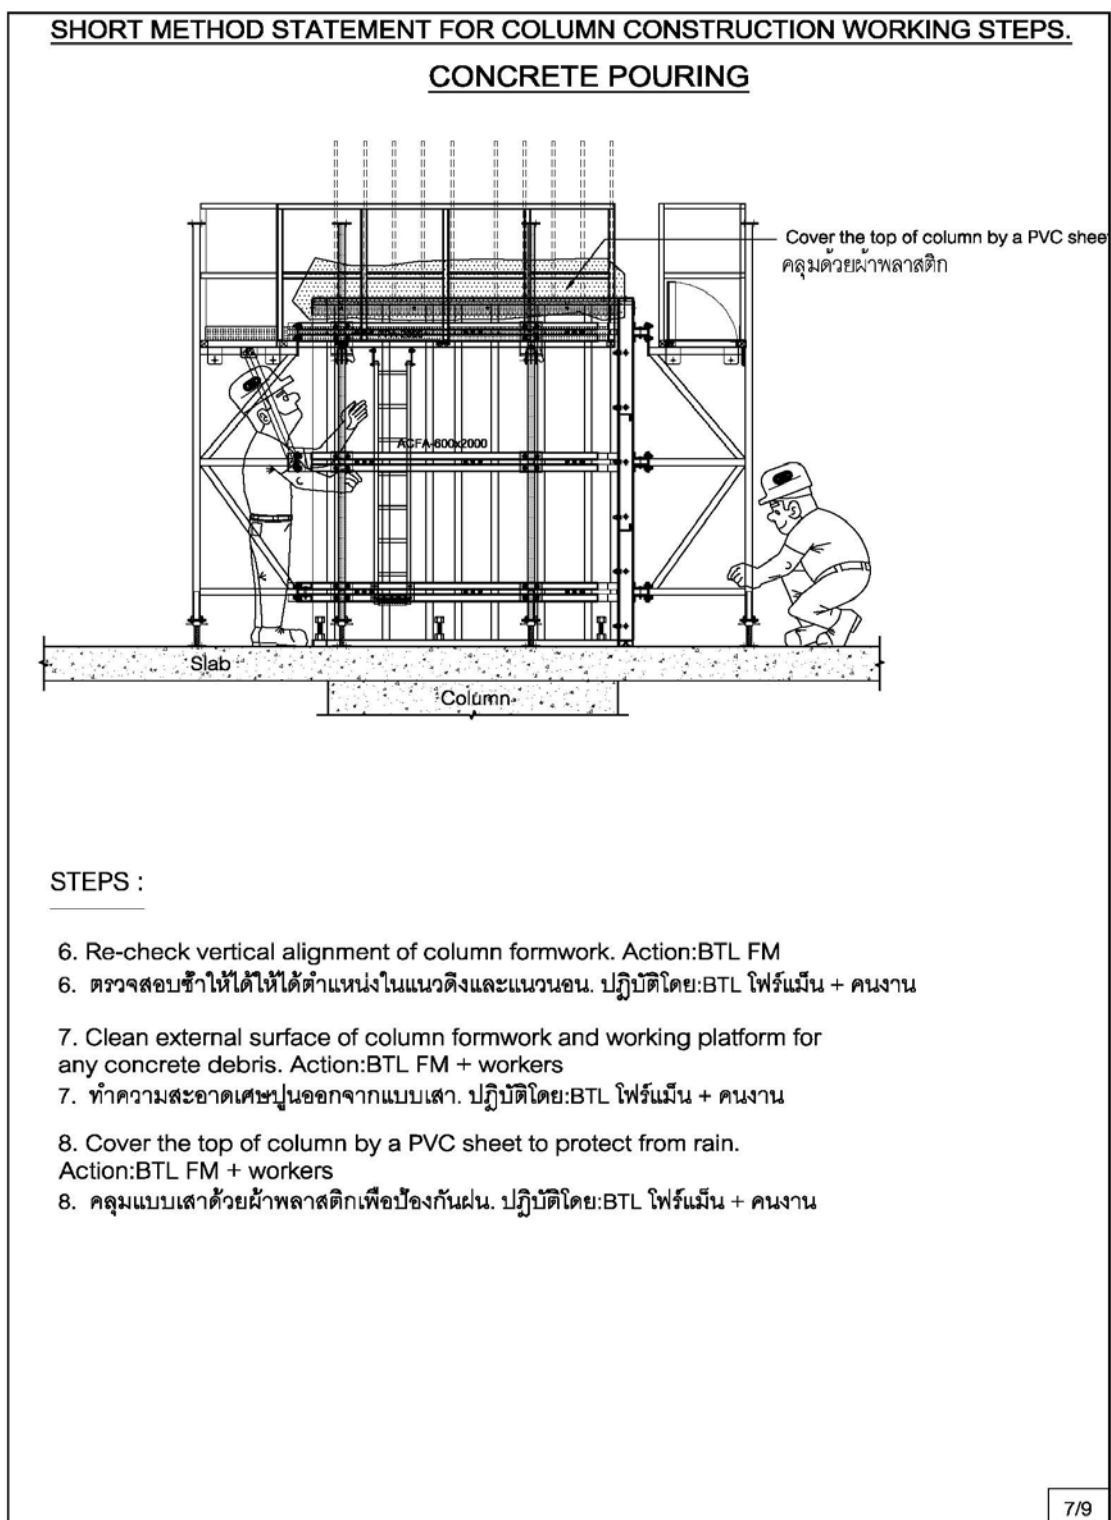 SHORT METHOD STATEMENT FOR COLUMN CONSTRUCTION WORKING STEPS.
CONCRETE POURING
Cover the top of column by a PVC shee
คลุมด้วยผ้าพลาสติก
ACFA-600x2000
Slab
Column
STEPS :
6. Re-check vertical alignment of column formwork. Action:BTL FM
6. ตรวจสอบซ้ำให้ได้ให้ได้ตำแหน่งในแนวดิ่งและแนวนอน. ปฏิบัติโดย:BTL โฟร์แม็น + คนงาน
7. Clean external surface of column formwork and working platform for
any concrete debris. Action:BTL FM + workers
7. ทำความสะอาดเศษปูนออกจากแบบเสา. ปฏิบัติโดย:BTL โฟร์แม็น + คนงาน
8. Cover the top of column by a PVC sheet to protect from rain.
Action:BTL FM + workers
8. คลุมแบบเสาด้วยผ้าพลาสติกเพื่อป้องกันฝน. ปฏิบัติโดย:BTL โฟร์แม็น + คนงาน
7/9